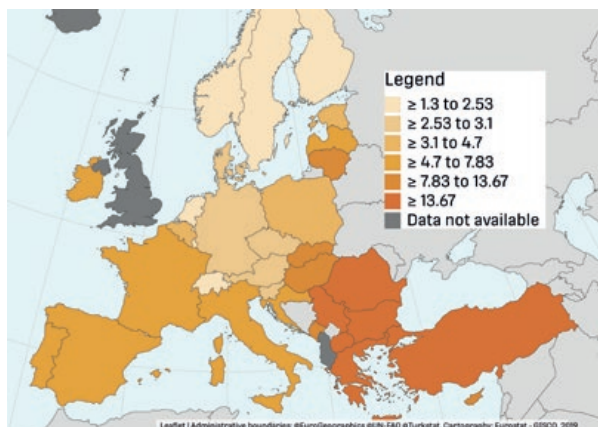 Legend
≥ 1.3 to 2.53
≥ 2.53 to 3.1
≥ 3.1 to 4.7
≥ 4.7 to 7.83
≥ 7.83 to 13.67
≥ 13.67
Data not available
Leaflet | Administrative boundaries: ©EuroGeographics ©UN-FAO ©Turkstat, Cartography: Eurostat - GISCO, 2019